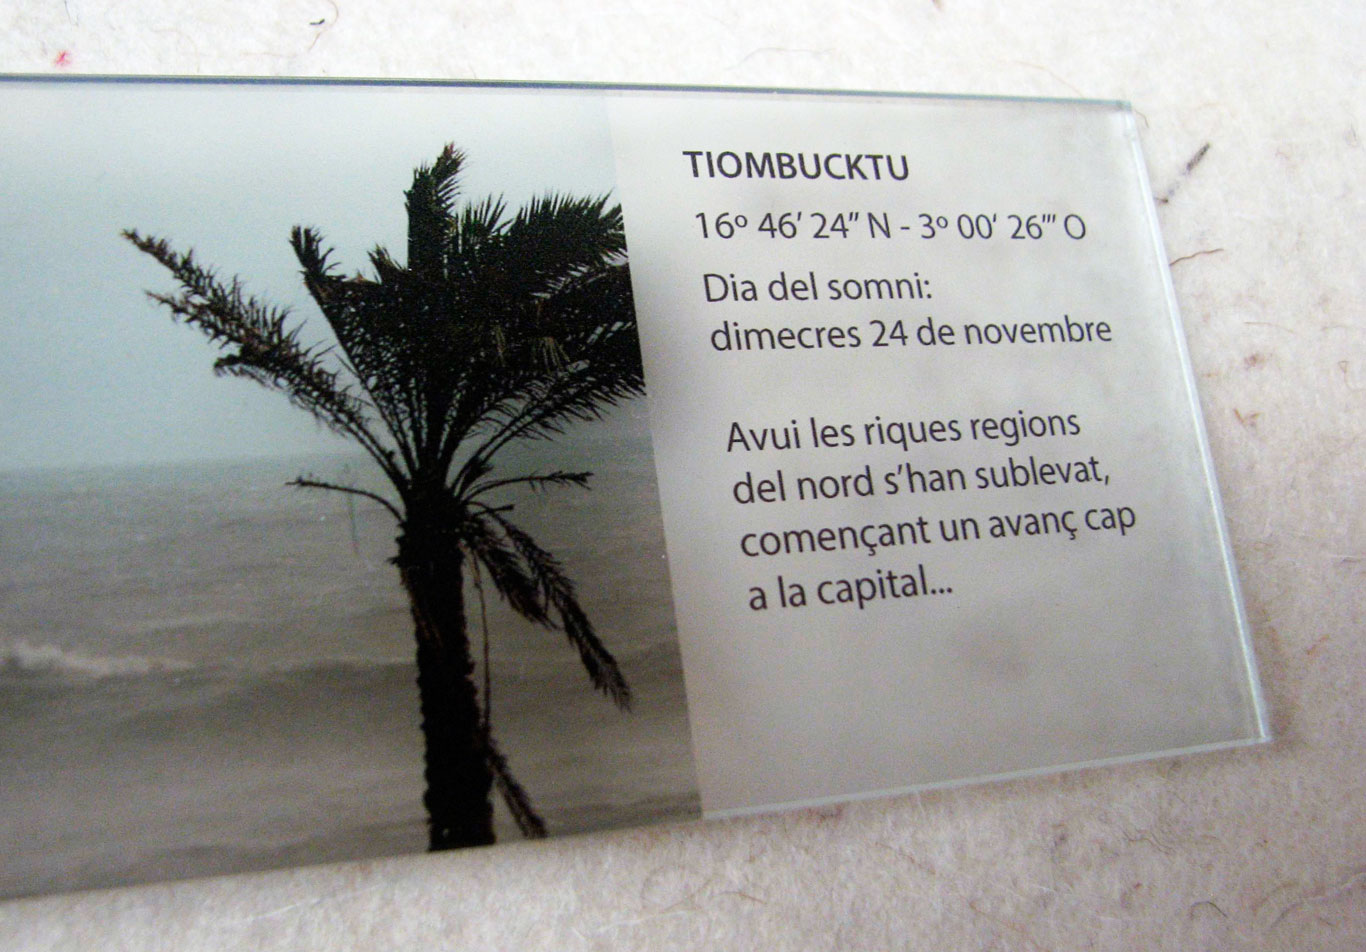 TIOMBUCKTU
16º 46’ 24” N - 3º 00‘ 26”’ O
Dia del somni:
dimecres 24 de novembre
Avui les riques regions
del nord s’han sublevat,
començant un avanç cap
a la capital...